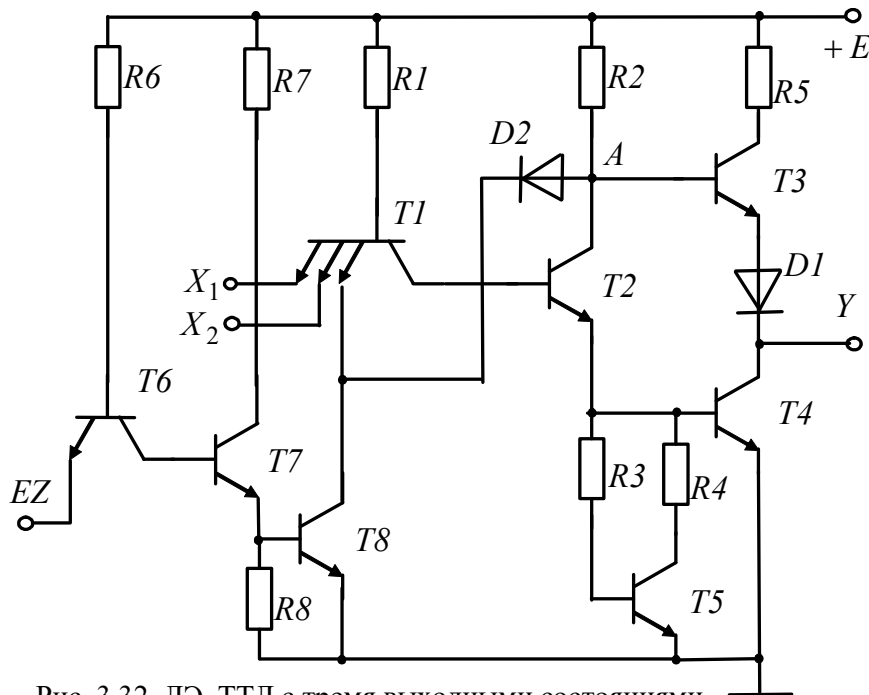 + E
R6
R7
R1
R2
R5
D2
A
T3
T1
D1
X1
T2
Y
X2
T6
T4
T7
R3
R4
EZ
T8
T5
R8
Рис. 3.32. ЛЭ ТТЛ с тремя выходными состояниями